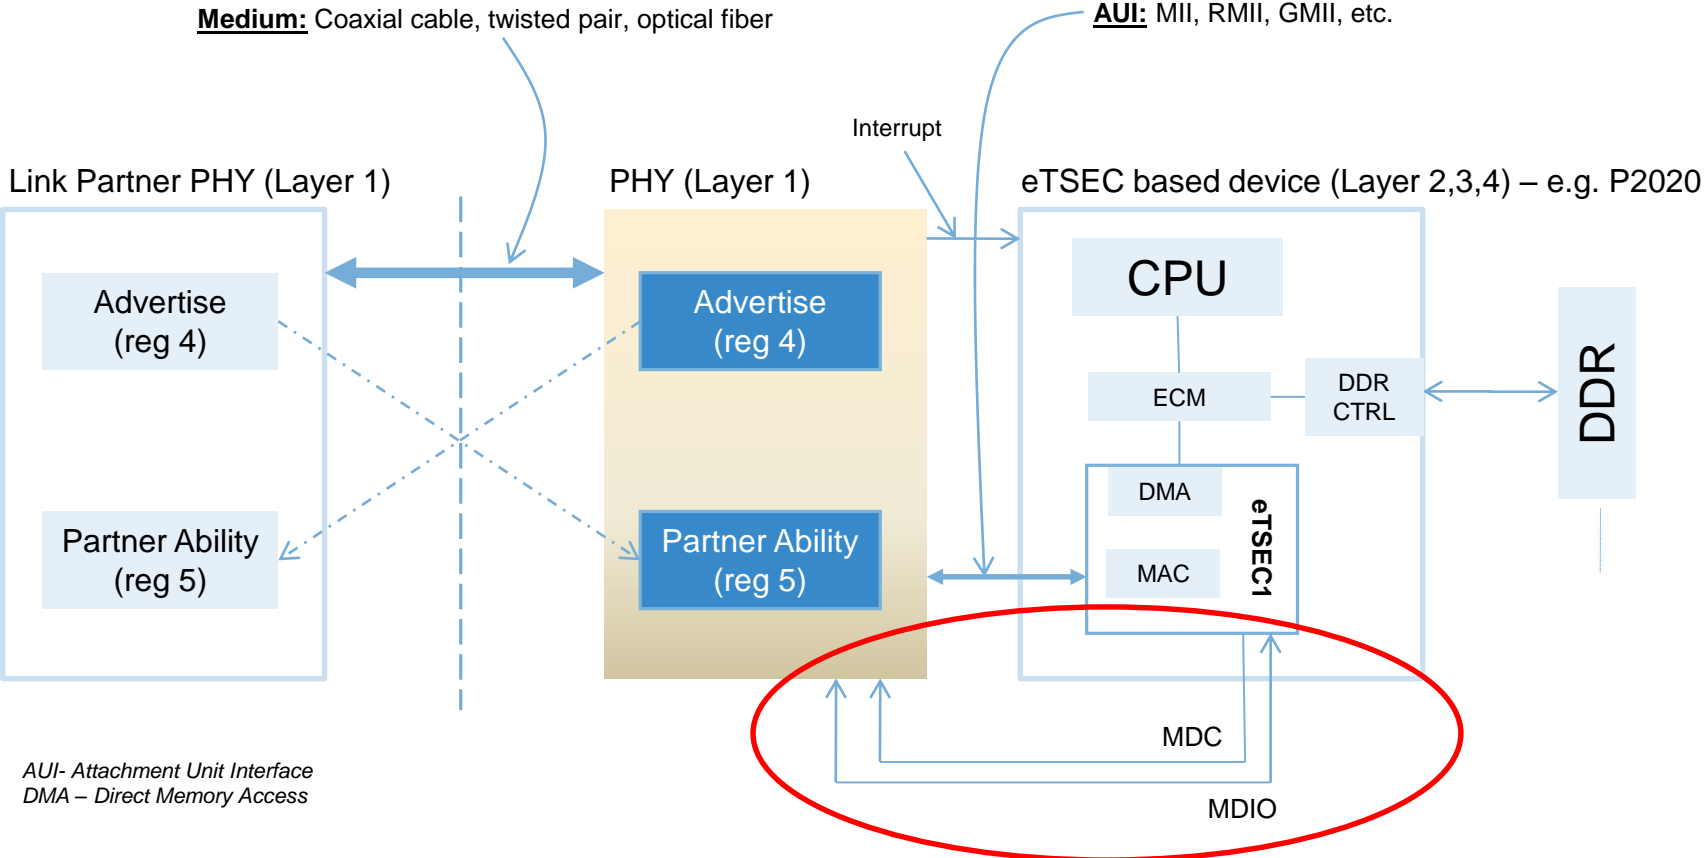 Medium: Coaxial cable, twisted pair, optical fiber
AUI: MII, RMII, GMII, etc.
Interrupt
Link Partner PHY (Layer 1)
PHY (Layer 1)
eTSEC based device (Layer 2,3,4) – e.g. P2020
Advertise
(reg 4)
Partner Ability
(reg 5)
Advertise
(reg 4)
Partner Ability
(reg 5)
CPU
ECM
DDR
CTRL
DDR
DMA
MAC
eTSEC1
MDC
MDIO
AUI- Attachment Unit Interface
DMA – Direct Memory Access